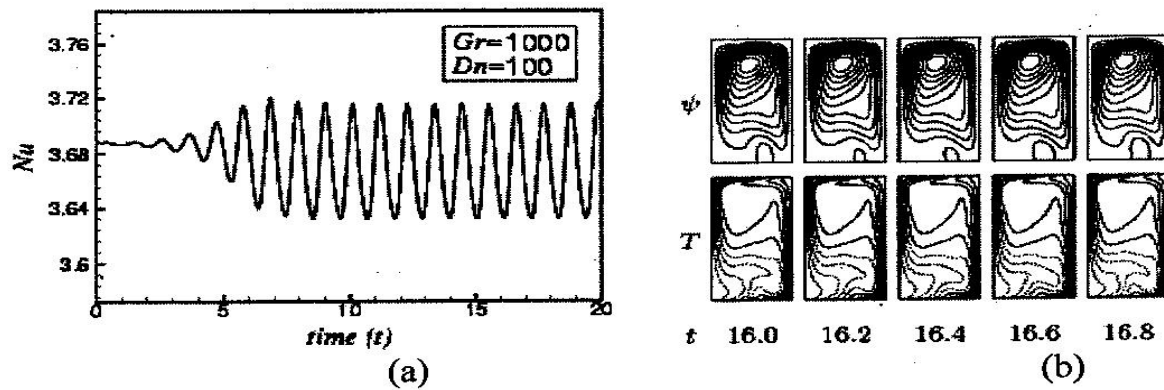 3.76
3.72
3.68
3.64
3.6
Nu
Gr=1000
Dn=100
0 5 10 15 20
time (t)
(a)
ψ
T
t 16.0 16.2 16.4 16.6 16.8
(b)